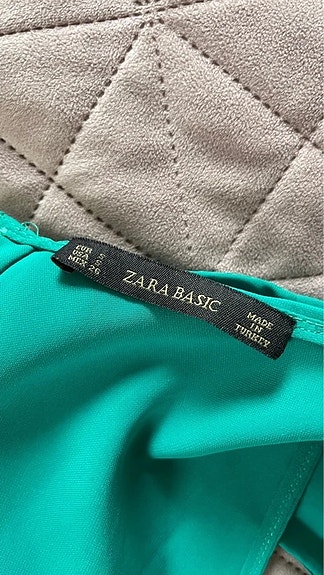 EUR S
USA S
MEX 26
ZARA BASIC
MADE
IN
TURKEY